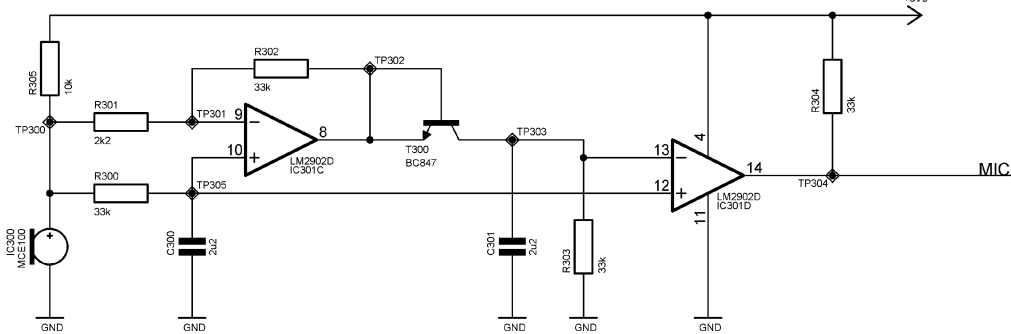 R305
10k
TP300
R301
2k2
TP301
R302
33k
TP302
9
10
8
LM2902D
IC301C
T300
BC847
TP303
R300
33k
TP305
13
12
4
11
14
LM2902D
IC301D
R304
33k
TP304
MIC
IC300
MCE100
+
C300
2u2
C301
2u2
R303
33k
GND
GND
GND
GND
GND